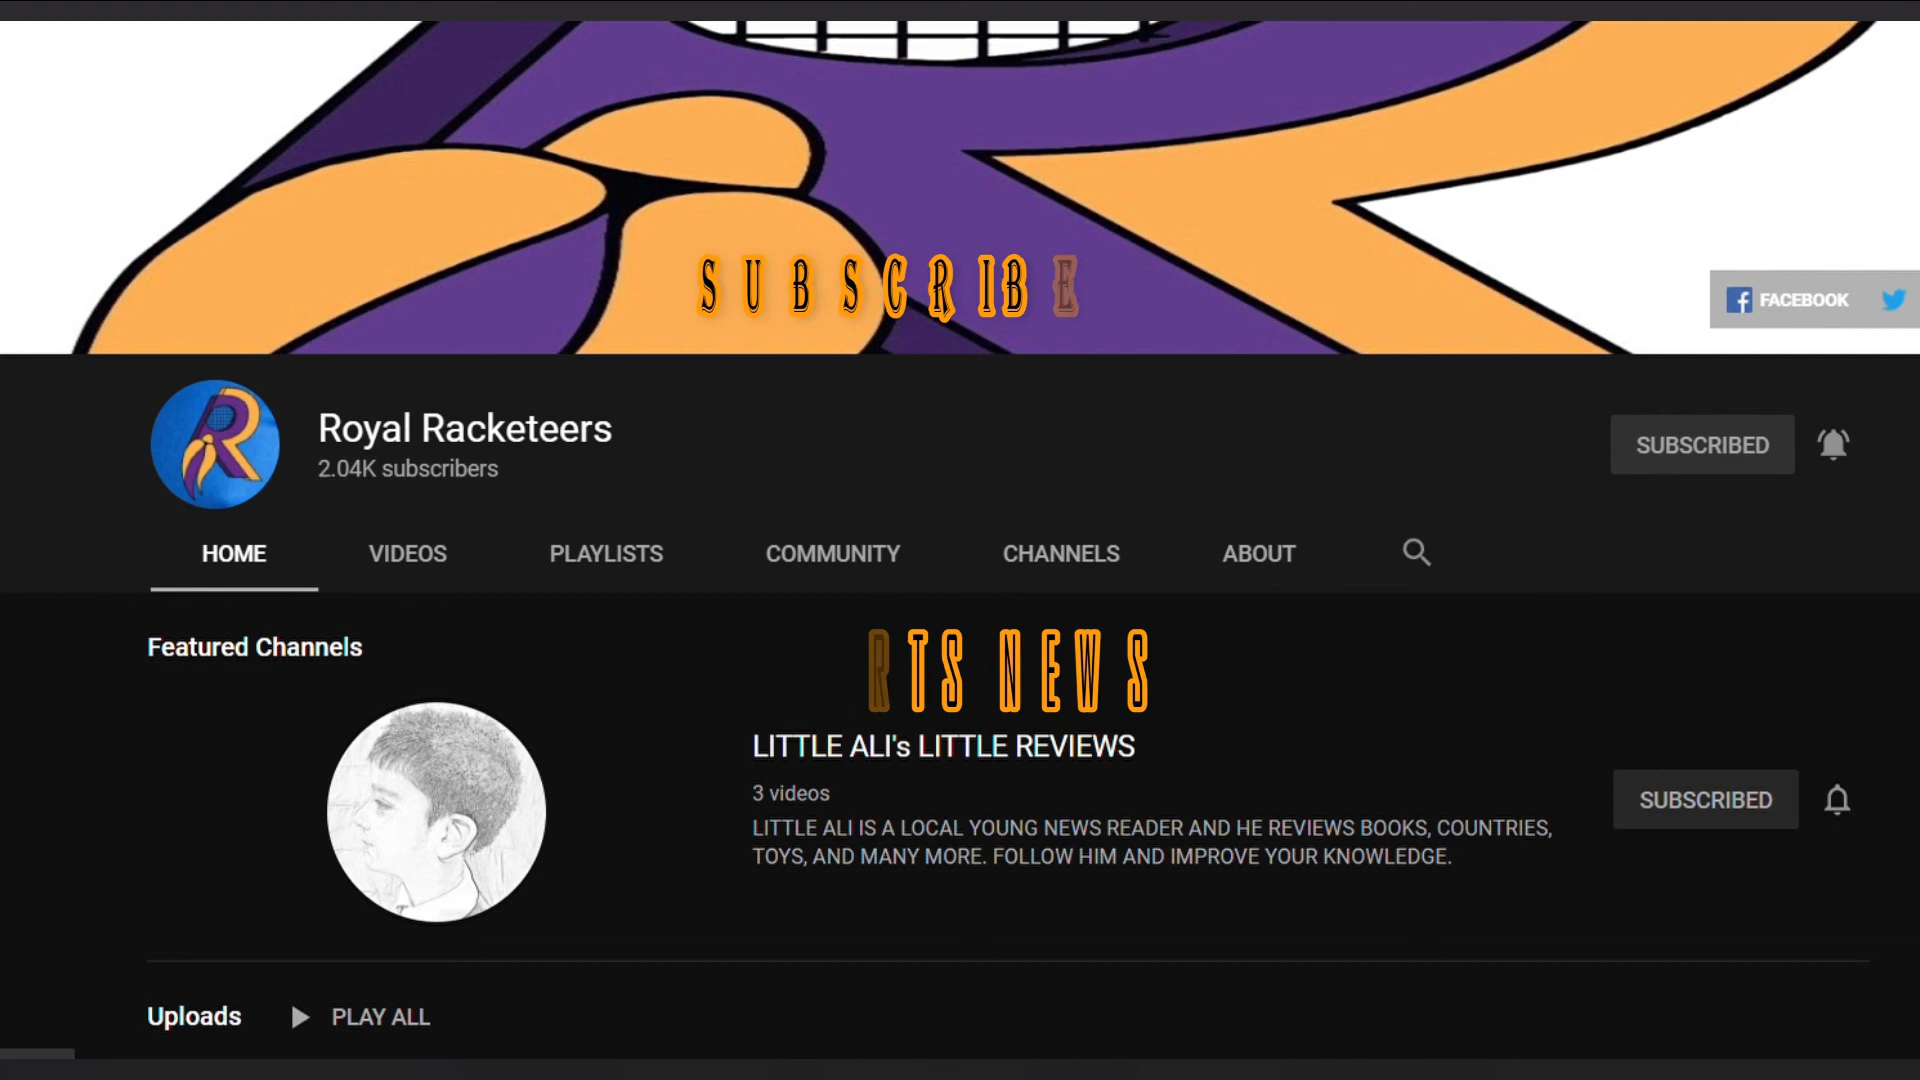 SUBSCRIBE
FACEBOOK
Royal Racketeers
2.04K subscribers
SUBSCRIBED
HOME VIDEOS PLAYLISTS COMMUNITY CHANNELS ABOUT
Featured Channels
RTS NEWS
LITTLE ALI's LITTLE REVIEWS
3 videos
SUBSCRIBED
LITTLE ALI IS A LOCAL YOUNG NEWS READER AND HE REVIEWS BOOKS, COUNTRIES,
TOYS, AND MANY MORE. FOLLOW HIM AND IMPROVE YOUR KNOWLEDGE.
Uploads PLAY ALL